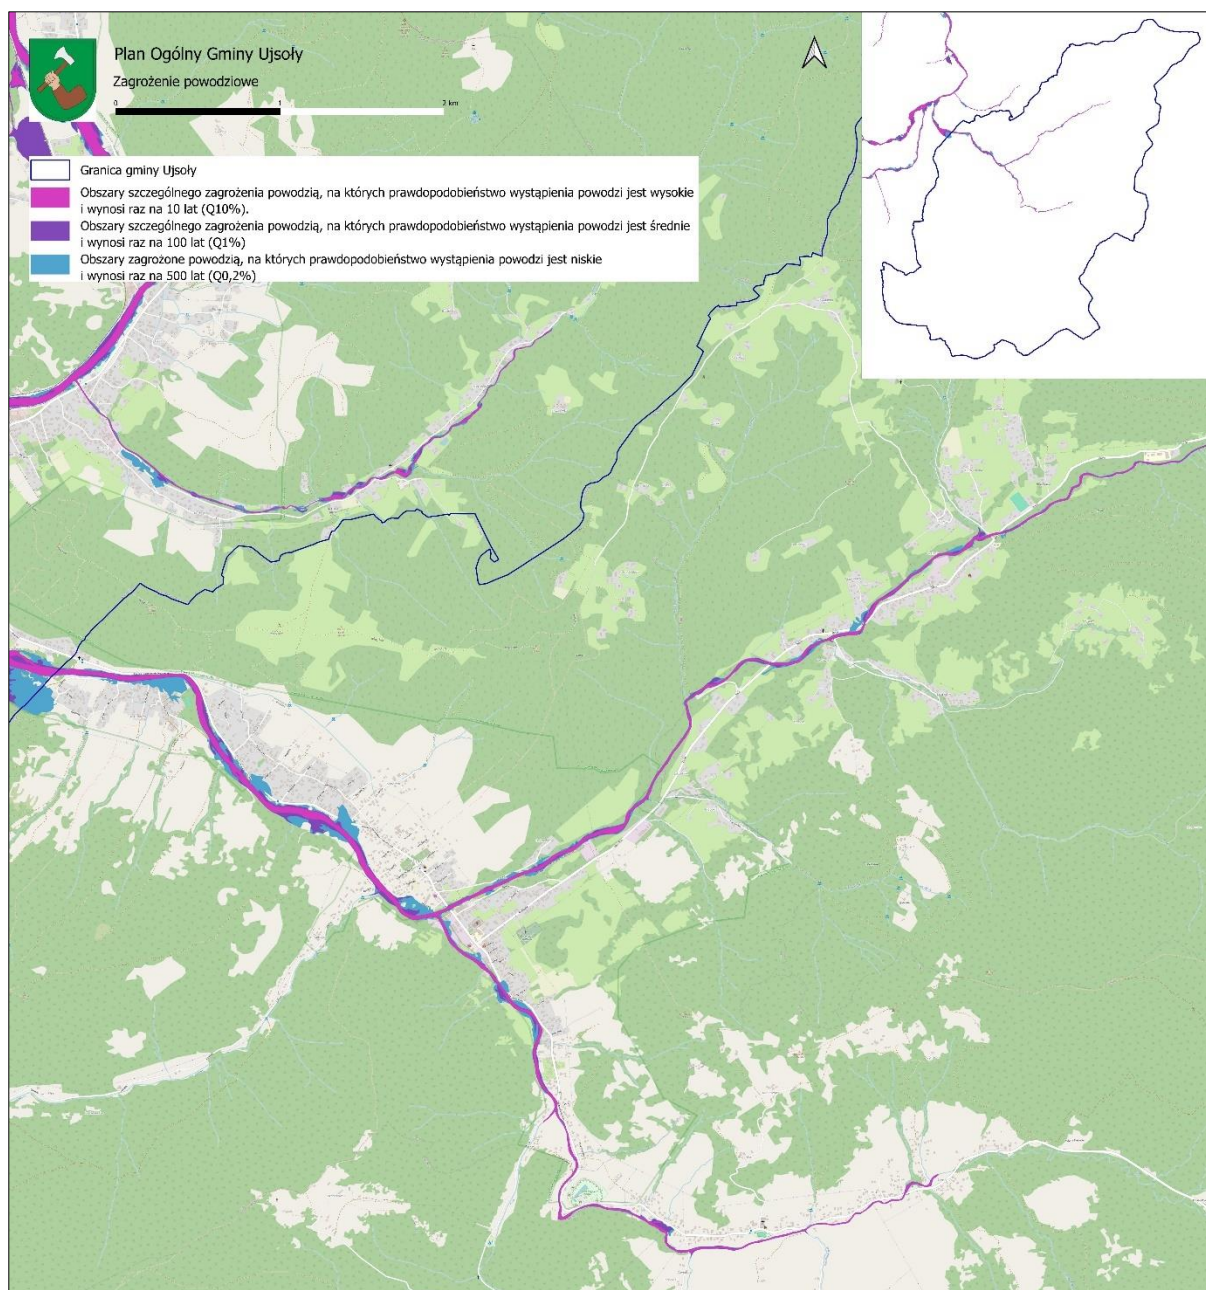 Plan Ogólny Gminy Ujsoły
Zagrożenie powodziowe
0 1 2 km
Granica gminy Ujsoły
Obszary szczególnego zagrożenia powodzią, na których prawdopodobieństwo wystąpienia powodzi jest wysokie
i wynosi raz na 10 lat (Q10%).
Obszary szczególnego zagrożenia powodzią, na których prawdopodobieństwo wystąpienia powodzi jest średnie
i wynosi raz na 100 lat (Q1%)
Obszary zagrożone powodzią, na których prawdopodobieństwo wystąpienia powodzi jest niskie
i wynosi raz na 500 lat (Q0,2%)